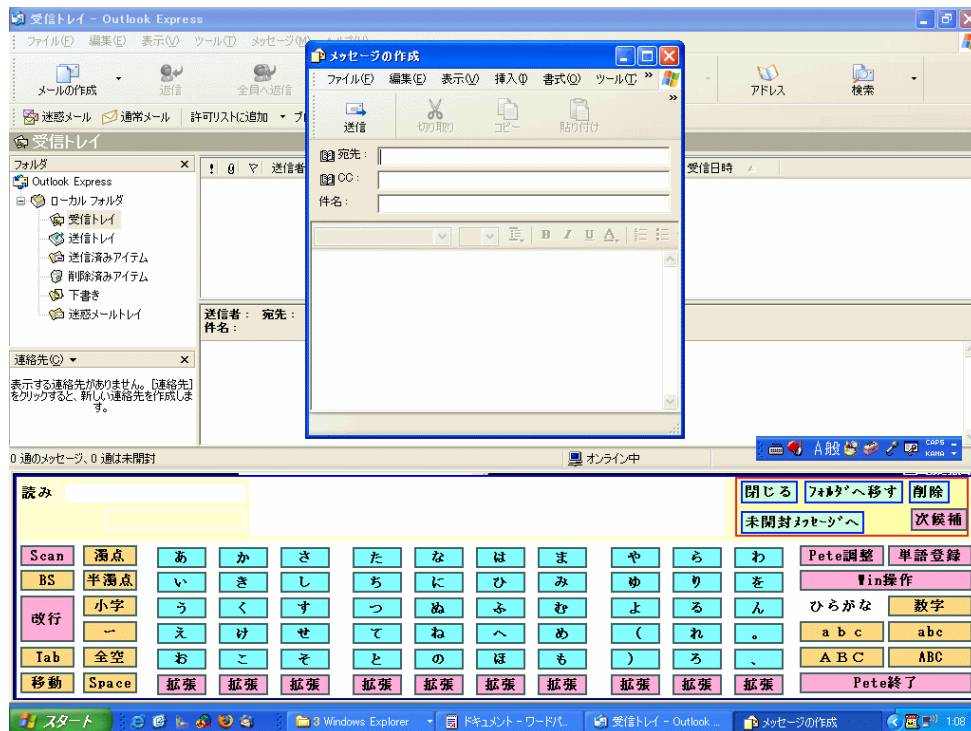 受信トレイ - Outlook Express
ファイル(F) 編集(E) 表示(V) ツール(T) メッセージ(M)
メールの作成 返信 全員へ返信 アドレス 検索
迷惑メール 通常メール 許可リストに追加
受信トレイ
フォルダ × ! 送信者 受信日時
Outlook Express
ローカル フォルダ
受信トレイ
送信トレイ
送信済みアイテム
削除済みアイテム
下書き
迷惑メールトレイ
送信者: 宛先:
件名:
連絡先(C) ×
表示する連絡先がありません。[連絡先]
をクリックすると、新しい連絡先を作成しま
す。
0 通のメッセージ、0 通は未開封 オンライン中
メッセージの作成
ファイル(F) 編集(E) 表示(V) 挿入(I) 書式(O) ツール(T »
送信 切り取り コピー 貼り付け »
宛先:
CC:
件名:
B I U A
A 般 CAPS KANA
読み 閉じる フォルダへ移す 削除
未開封メッセージへ 次候補
Scan 濁点 あ か さ た な は ま や ら わ Pete調整 単語登録
BS 半濁点 い き し ち に ひ み ゆ り を Win操作
改行 小字 う く す つ ぬ ふ む よ る ん ひらがな 数字
ー え け せ て ね へ め ( れ 。 a b c abc
Tab 全空 お こ そ と の ほ も ) ろ 、 A B C ABC
移動 Space 拡張 拡張 拡張 拡張 拡張 拡張 拡張 拡張 拡張 拡張 Pete終了
スタート 3 Windows Explorer ドキュメント - ワードパ... 受信トレイ - Outlook ... メッセージの作成 1:08